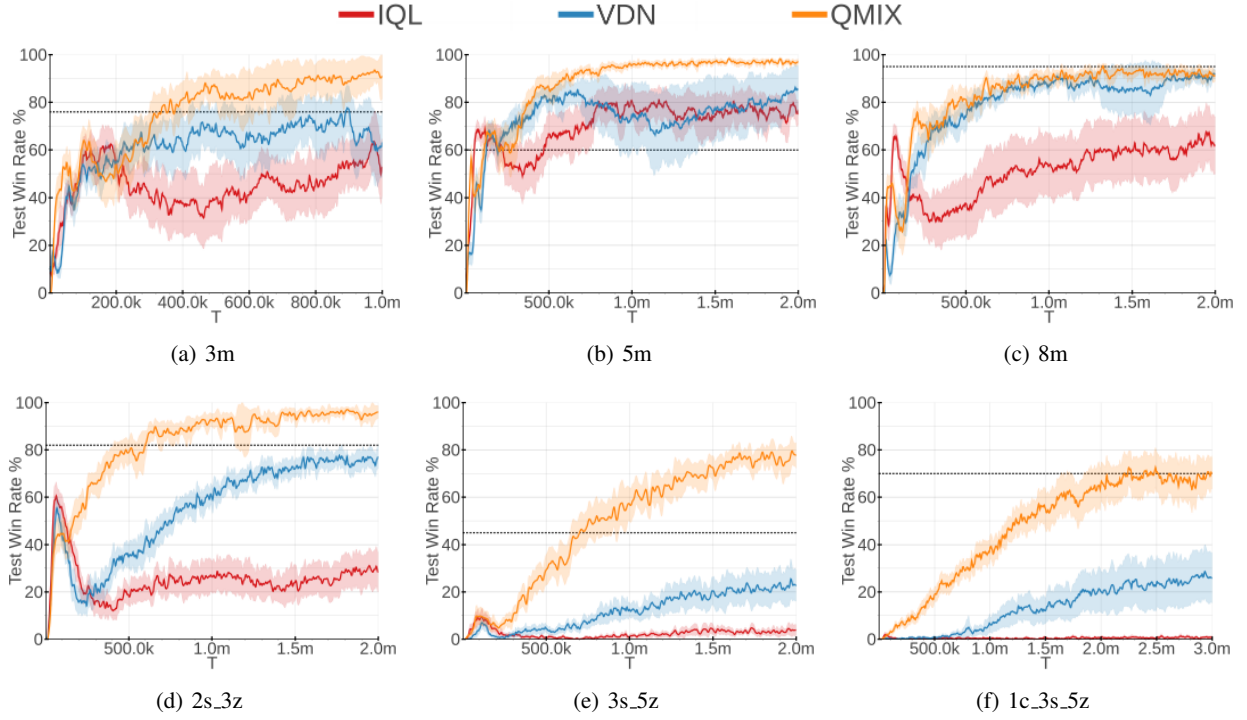 IQL VDN QMIX
Test Win Rate %
100
80
60
40
20
0
200.0k 400.0k 600.0k 800.0k 1.0m
T
(a) 3m
Test Win Rate %
100
80
60
40
20
0
500.0k 1.0m 1.5m 2.0m
T
(b) 5m
Test Win Rate %
100
80
60
40
20
0
500.0k 1.0m 1.5m 2.0m
T
(c) 8m
Test Win Rate %
100
80
60
40
20
0
500.0k 1.0m 1.5m 2.0m
T
(d) 2s_3z
Test Win Rate %
100
80
60
40
20
0
500.0k 1.0m 1.5m 2.0m
T
(e) 3s_5z
Test Win Rate %
100
80
60
40
20
0
500.0k 1.0m 1.5m 2.0m 2.5m 3.0m
T
(f) 1c_3s_5z